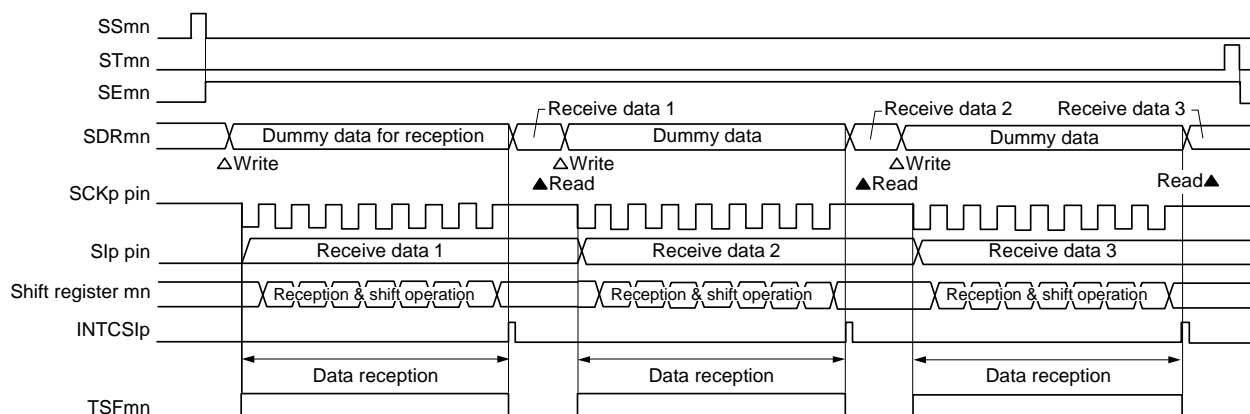 SSmn
STmn
SEmn
Receive data 1 Receive data 2 Receive data 3
SDRmn Dummy data for reception Dummy data Dummy data
△Write △Write △Write
▲Read ▲Read Read▲
SCKp pin
SIp pin Receive data 1 Receive data 2 Receive data 3
Shift register mn Reception & shift operation Reception & shift operation Reception & shift operation
INTCSIp
Data reception Data reception Data reception
TSFmn